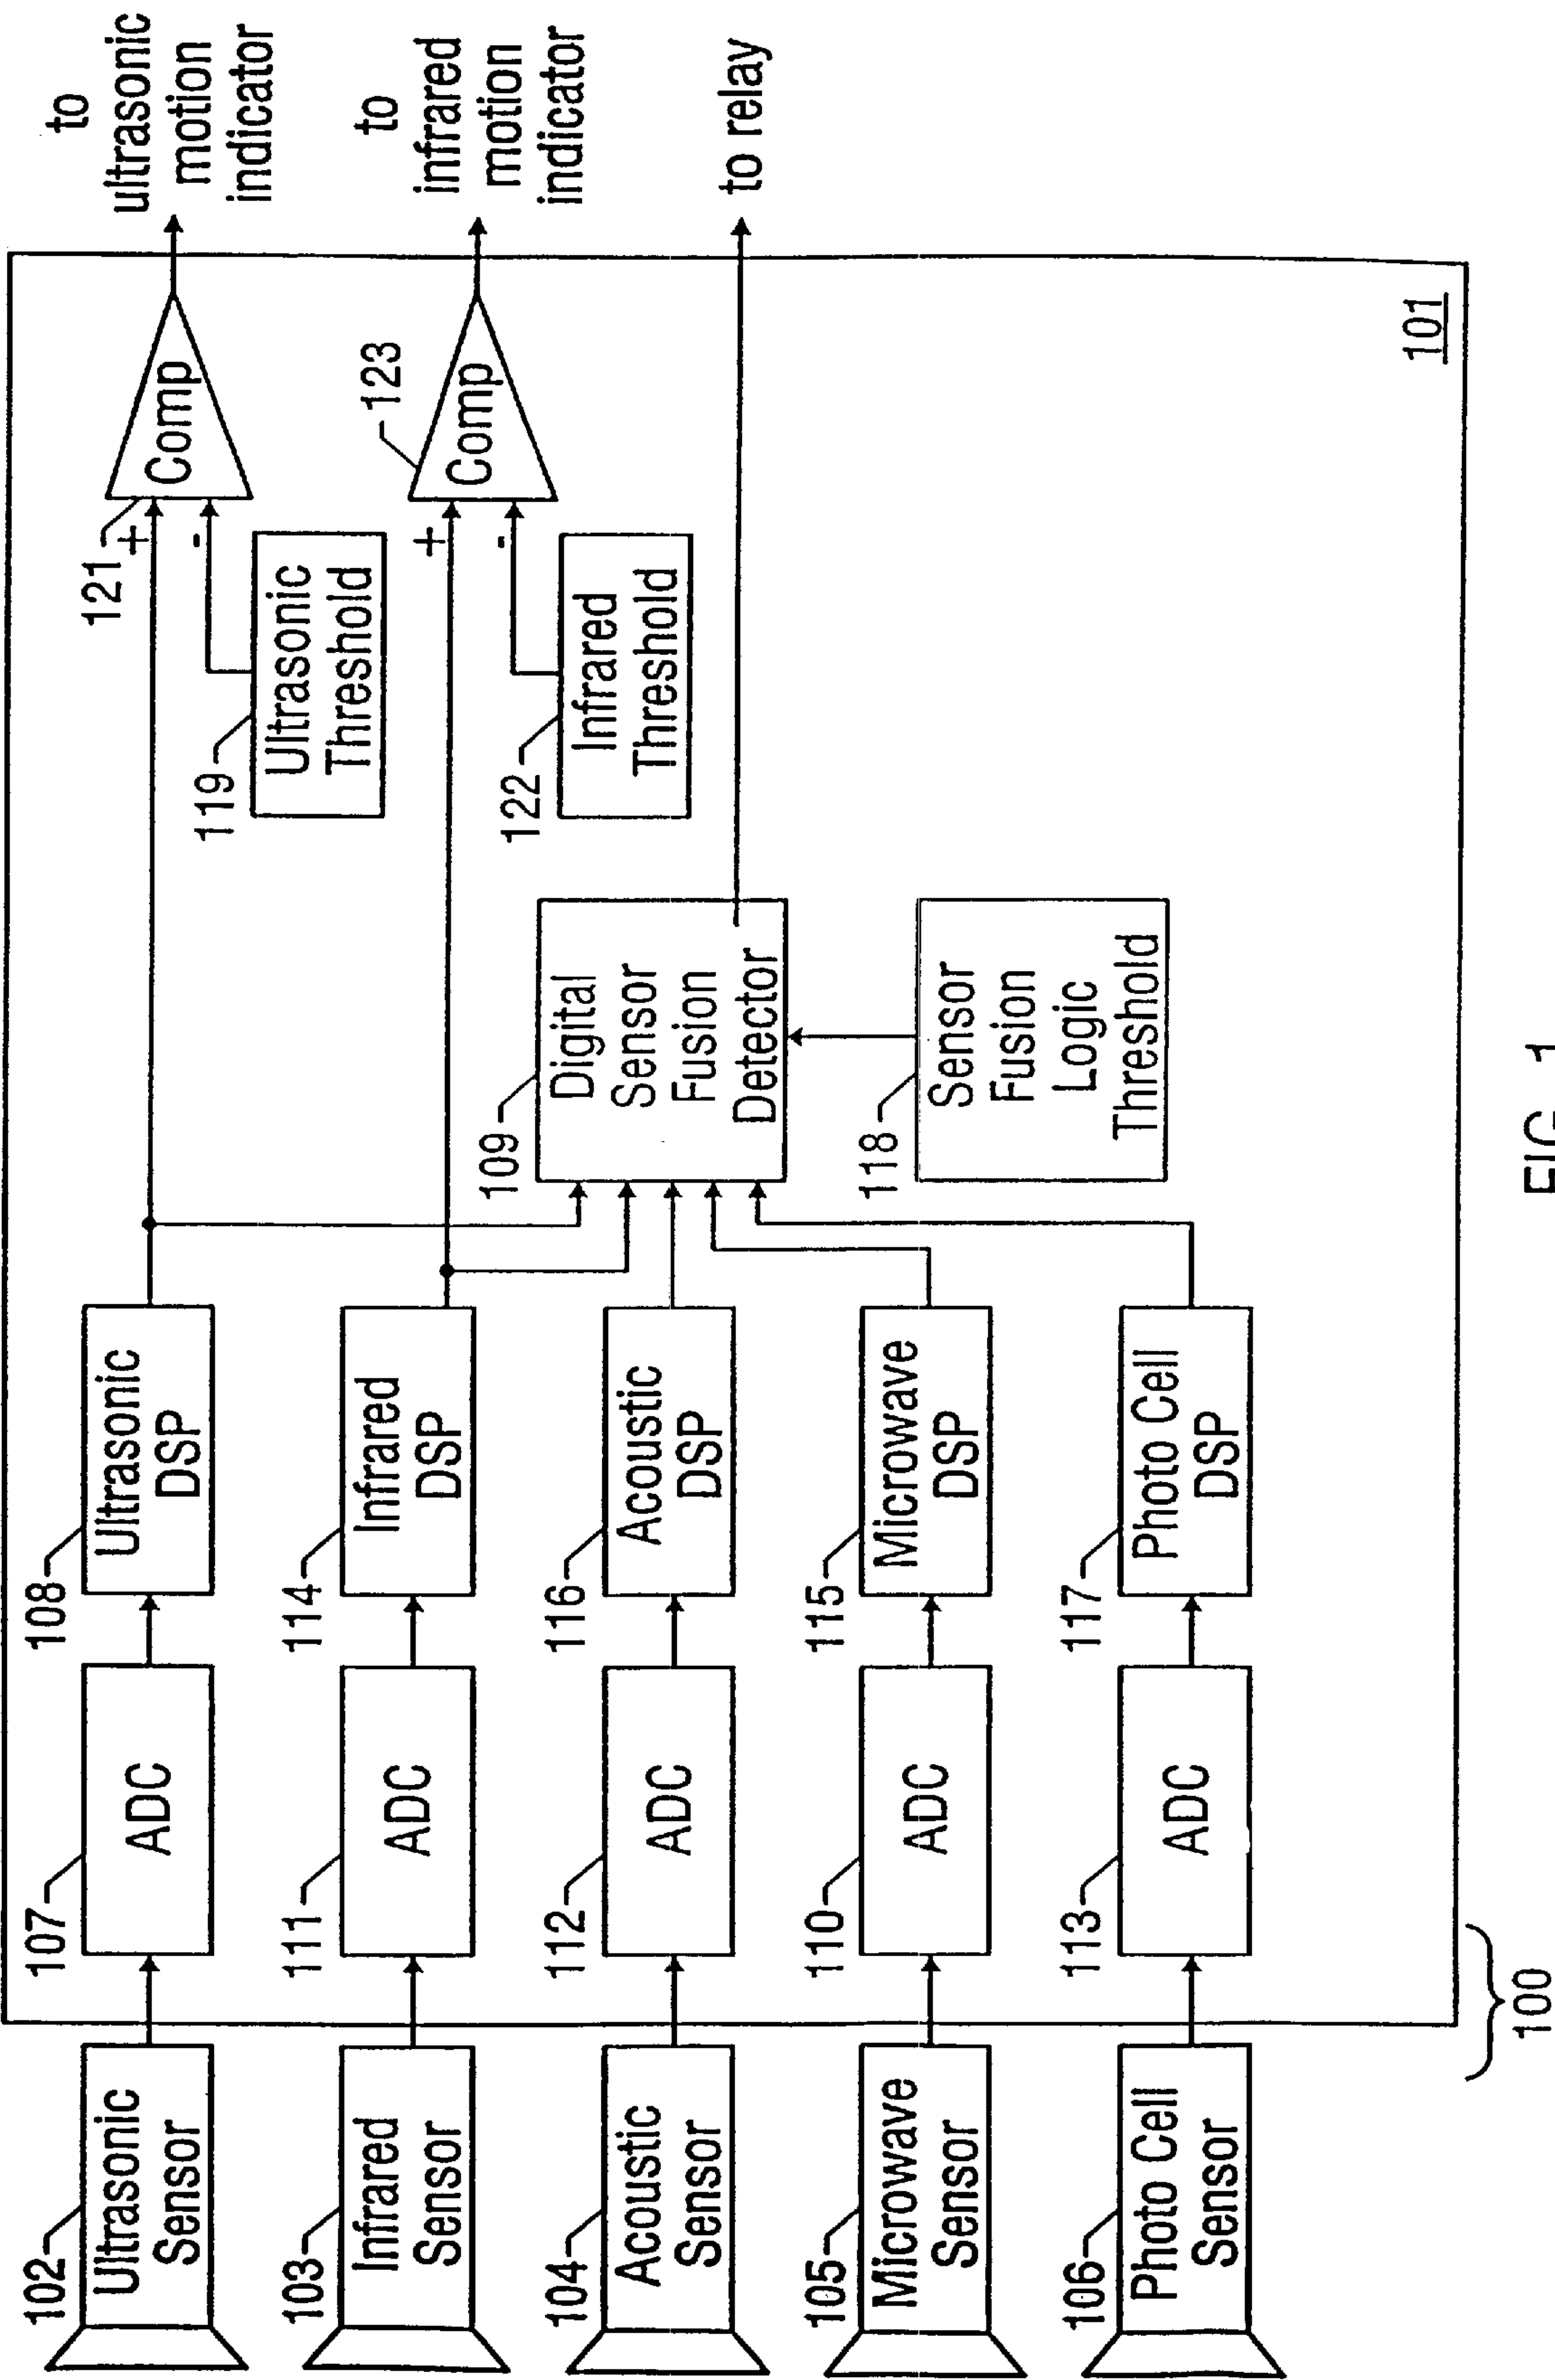 102
Ultrasonic
Sensor
107
ADC
108
Ultrasonic
DSP
121
+
-
Comp
to
ultrasonic
motion
indicator
119
Ultrasonic
Threshold
103
Infrared
Sensor
111
ADC
114
Infrared
DSP
+
-
123
Comp
to
infrared
motion
indicator
122
Infrared
Threshold
104
Acoustic
Sensor
112
ADC
116
Acoustic
DSP
109
Digital
Sensor
Fusion
Detector
to relay
105
Microwave
Sensor
110
ADC
115
Microwave
DSP
118
Sensor
Fusion
Logic
Threshold
106
Photo Cell
Sensor
113
ADC
117
Photo Cell
DSP
101
100
FIG. 1